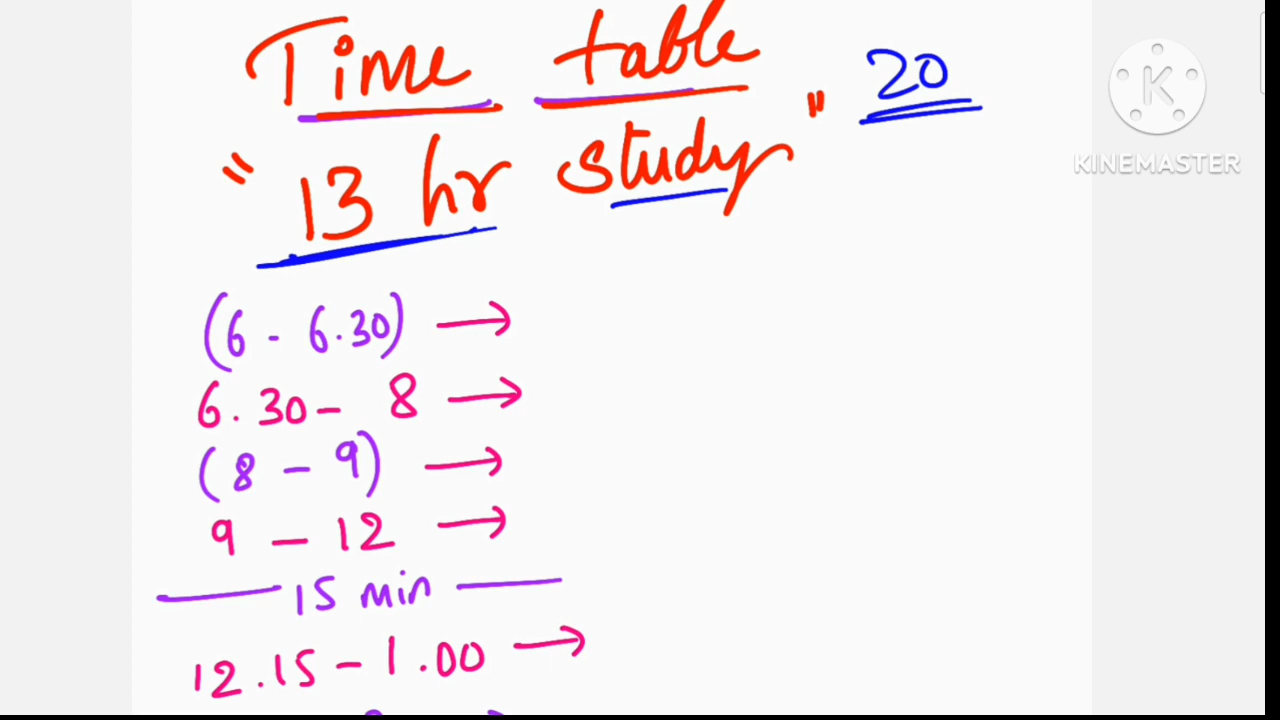 Time table
20
K
KINEMASTER
" 13 hr study "
(6 - 6.30) →
6.30 - 8 →
(8 - 9) →
9 - 12 →
15 min
12.15 - 1.00 →